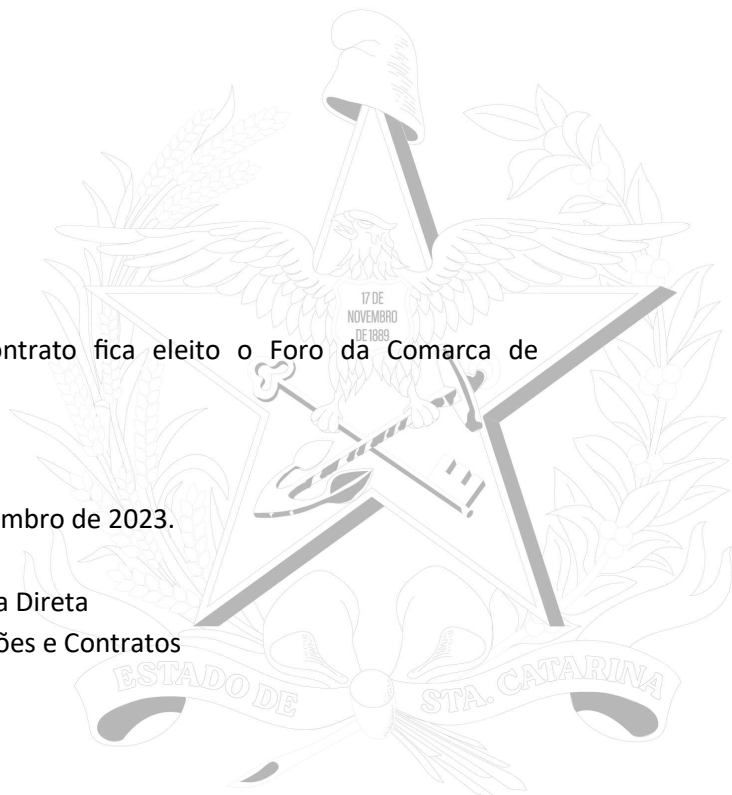 17 DE
NOVEMBRO
DE 1889
ontrato fica eleito o Foro da Comarca de
embro de 2023.
a Direta
ões e Contratos
ESTADO DE STA. CATARINA